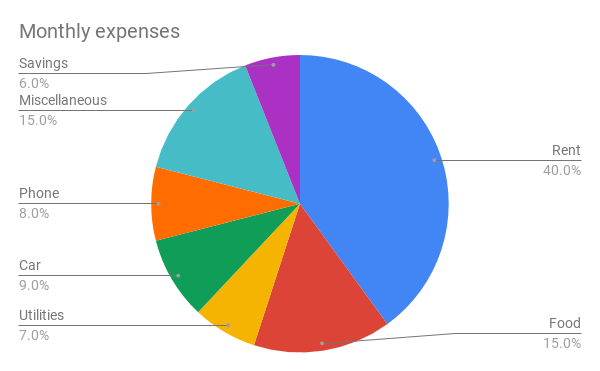 Monthly expenses
Savings
6.0%
Miscellaneous
15.0%
Phone
8.0%
Car
9.0%
Utilities
7.0%
Rent
40.0%
Food
15.0%